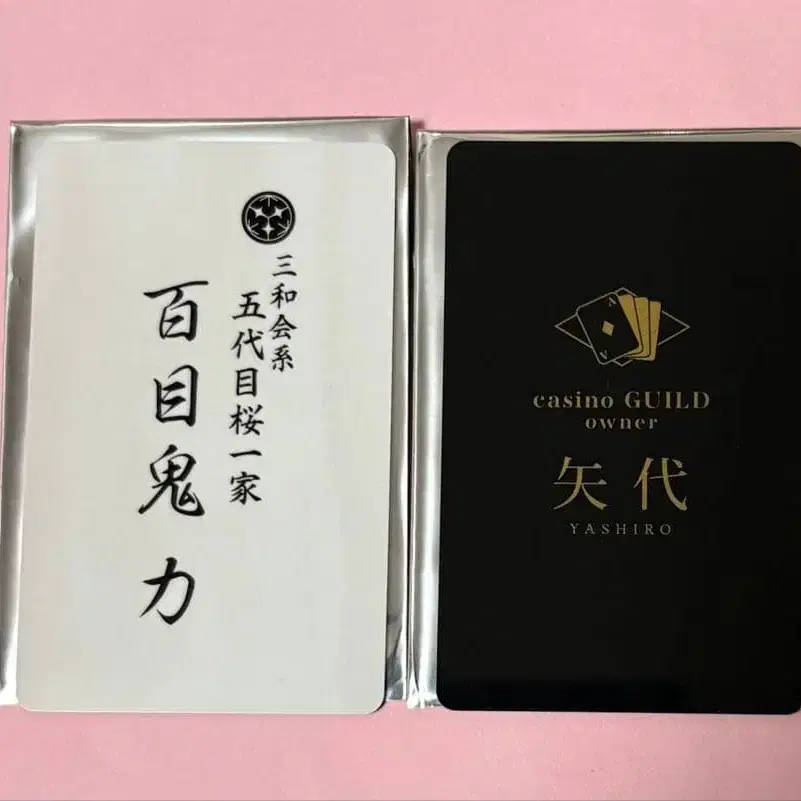 三和会系
五代目桜一家
百目鬼 力
A
A
casino GUILD
owner
矢代
YASHIRO